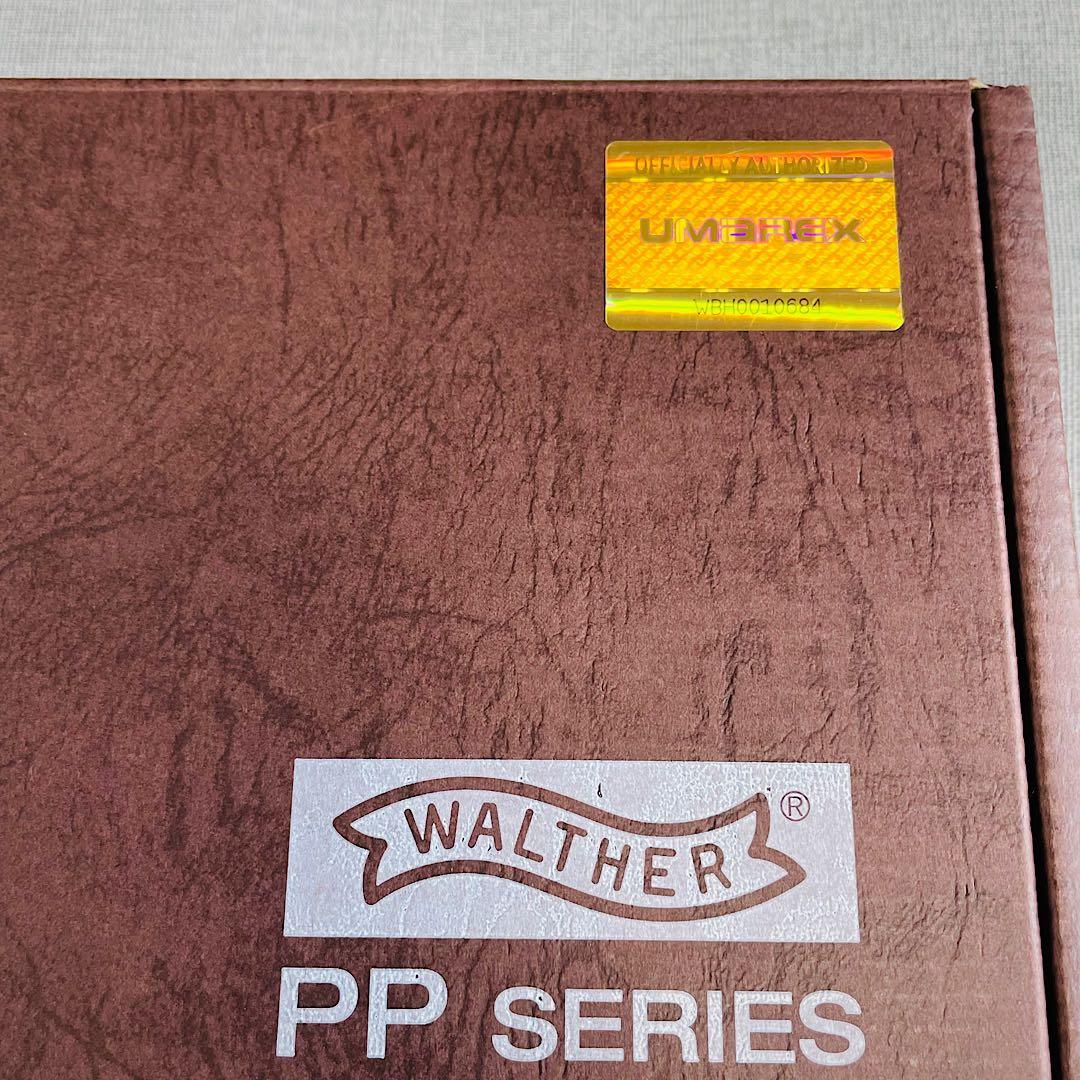 OFFICIALLY AUTHORIZED
UMAREX
WBH0010684
WALTHER ®
PP SERIES